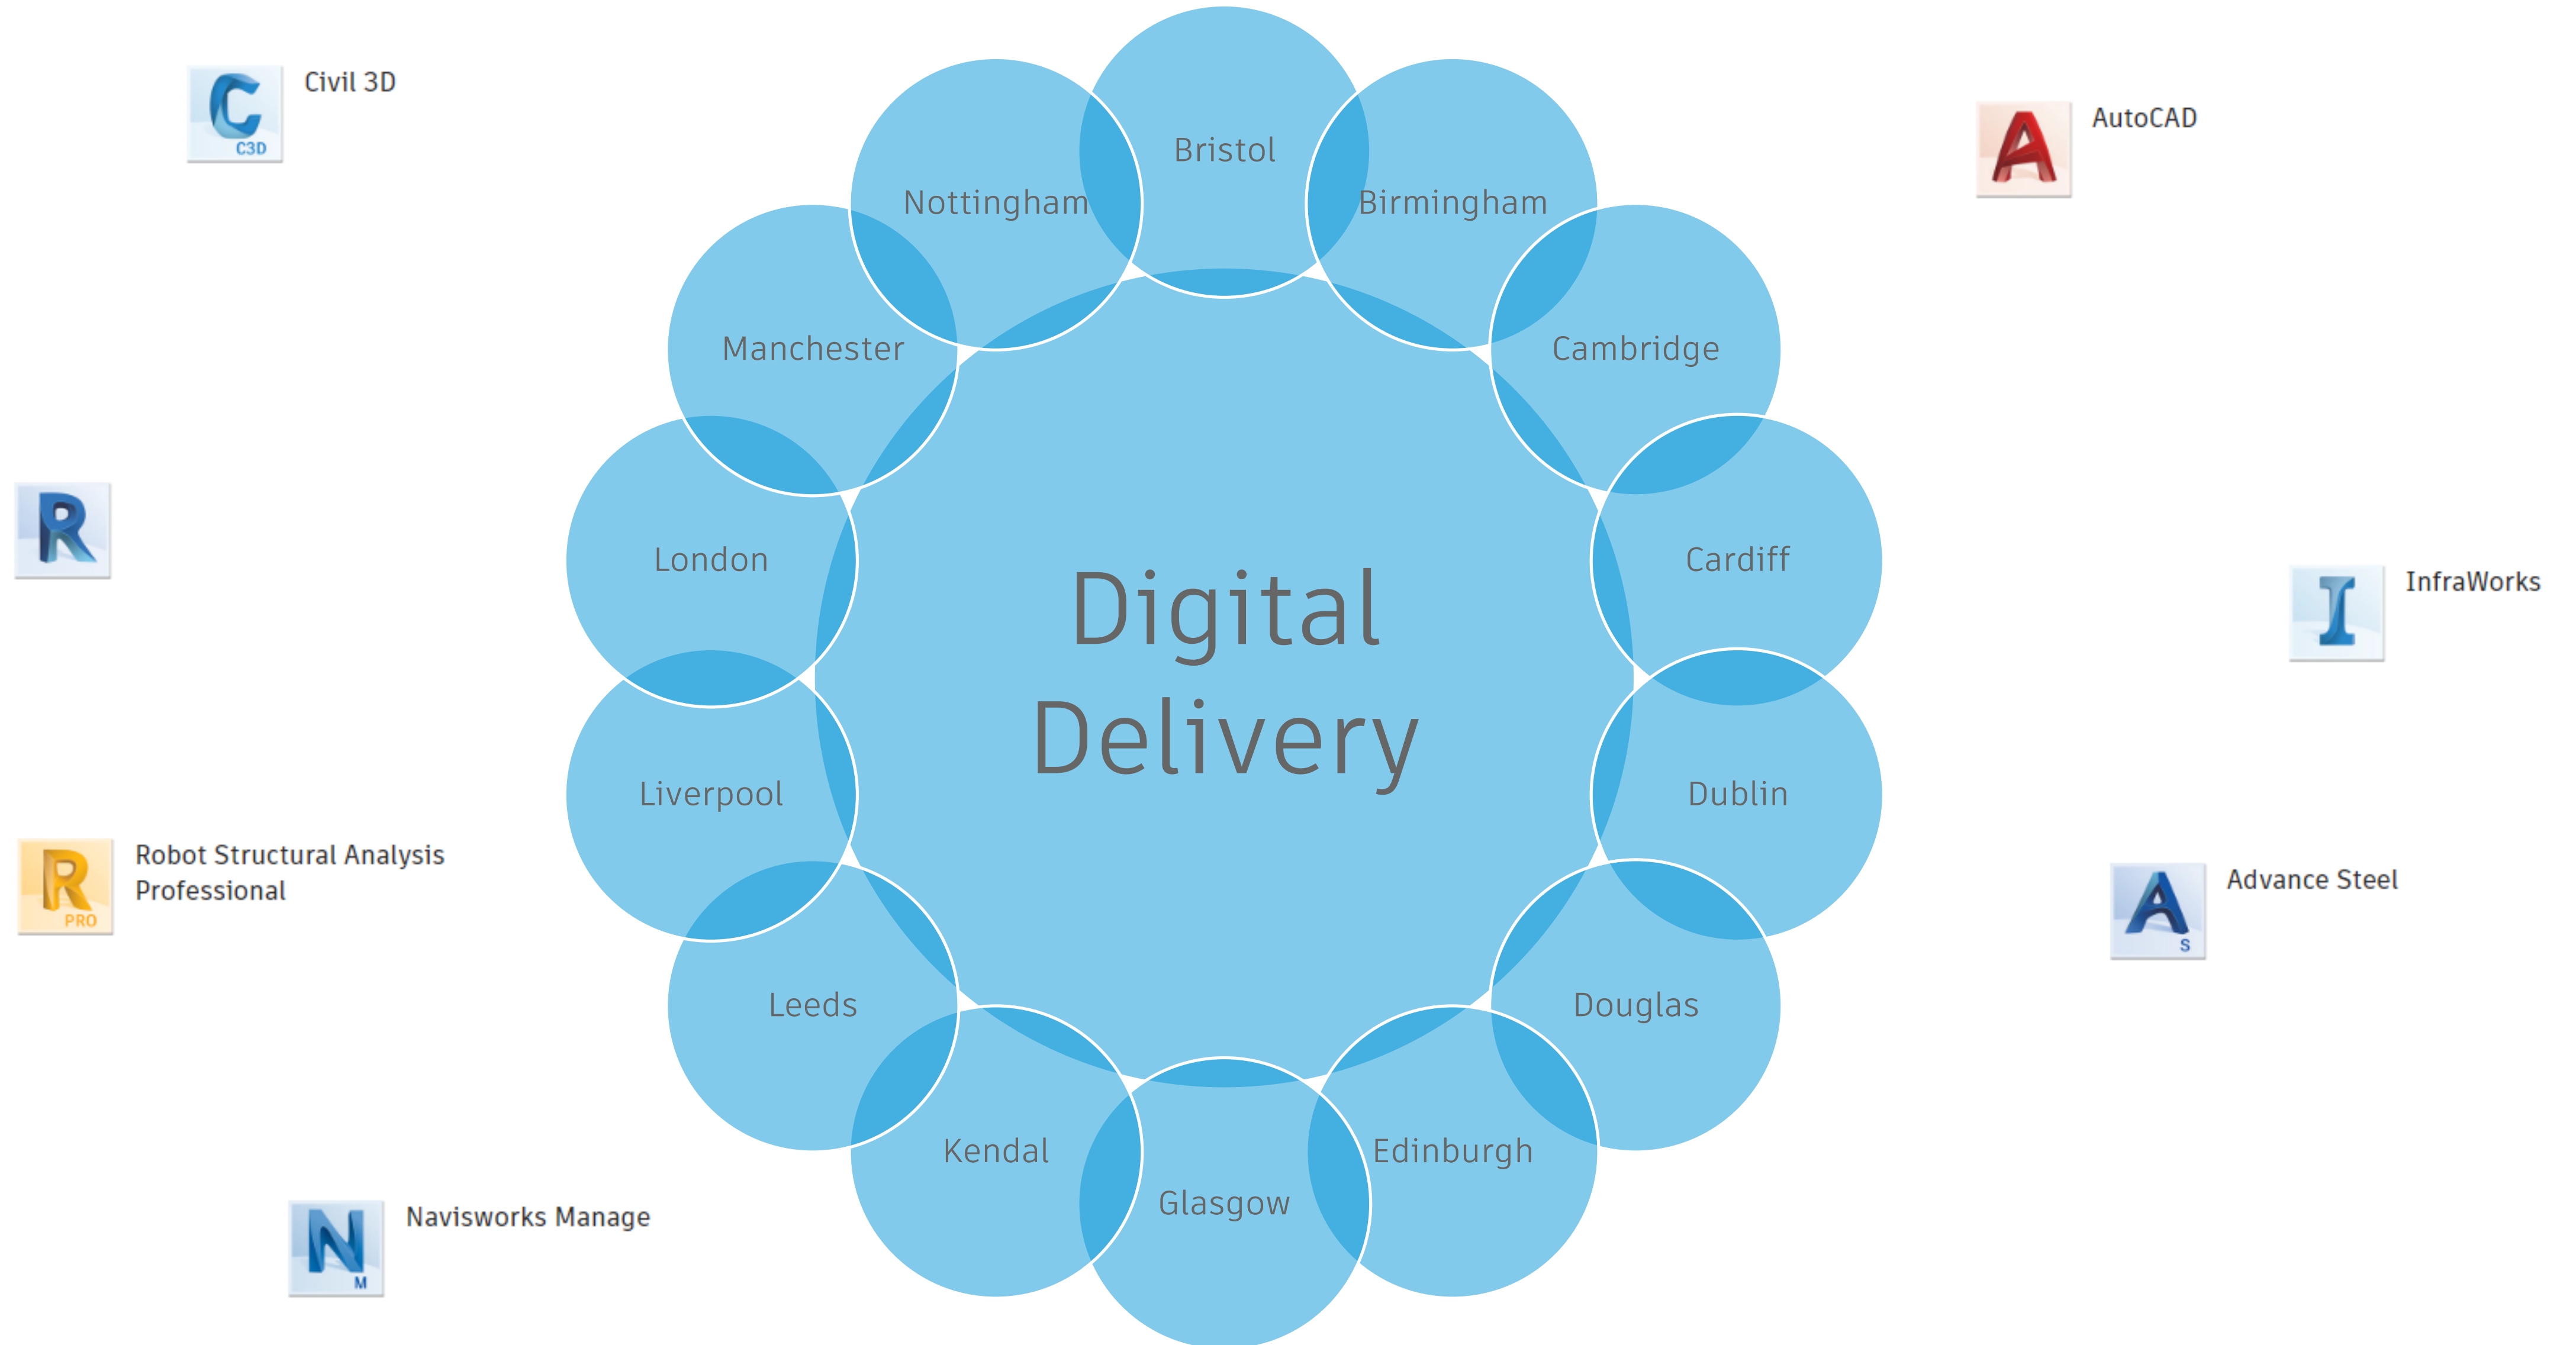 Civil 3D
C
C3D
A
AutoCAD
R
I
InfraWorks
R
PRO
Robot Structural Analysis
Professional
A
S
Advance Steel
N
M
Navisworks Manage
Bristol
Birmingham
Cambridge
Cardiff
Dublin
Douglas
Edinburgh
Glasgow
Kendal
Leeds
Liverpool
London
Manchester
Nottingham
Digital
Delivery